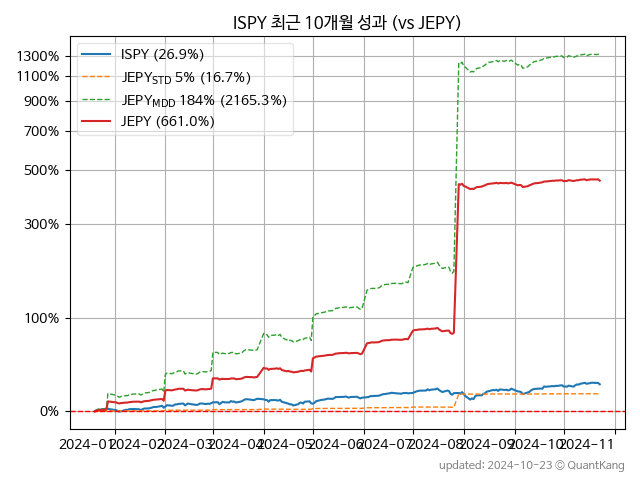 ISPY 최근 10개월 성과 (vs JEPY)
ISPY (26.9%)
JEPY_STD 5% (16.7%)
JEPY_MDD 184% (2165.3%)
JEPY (661.0%)
1300%
1100%
900%
700%
500%
300%
100%
0%
2024-01 2024-02 2024-03 2024-04 2024-05 2024-06 2024-07 2024-08 2024-09 2024-10 2024-11
updated: 2024-10-23 © QuantKang